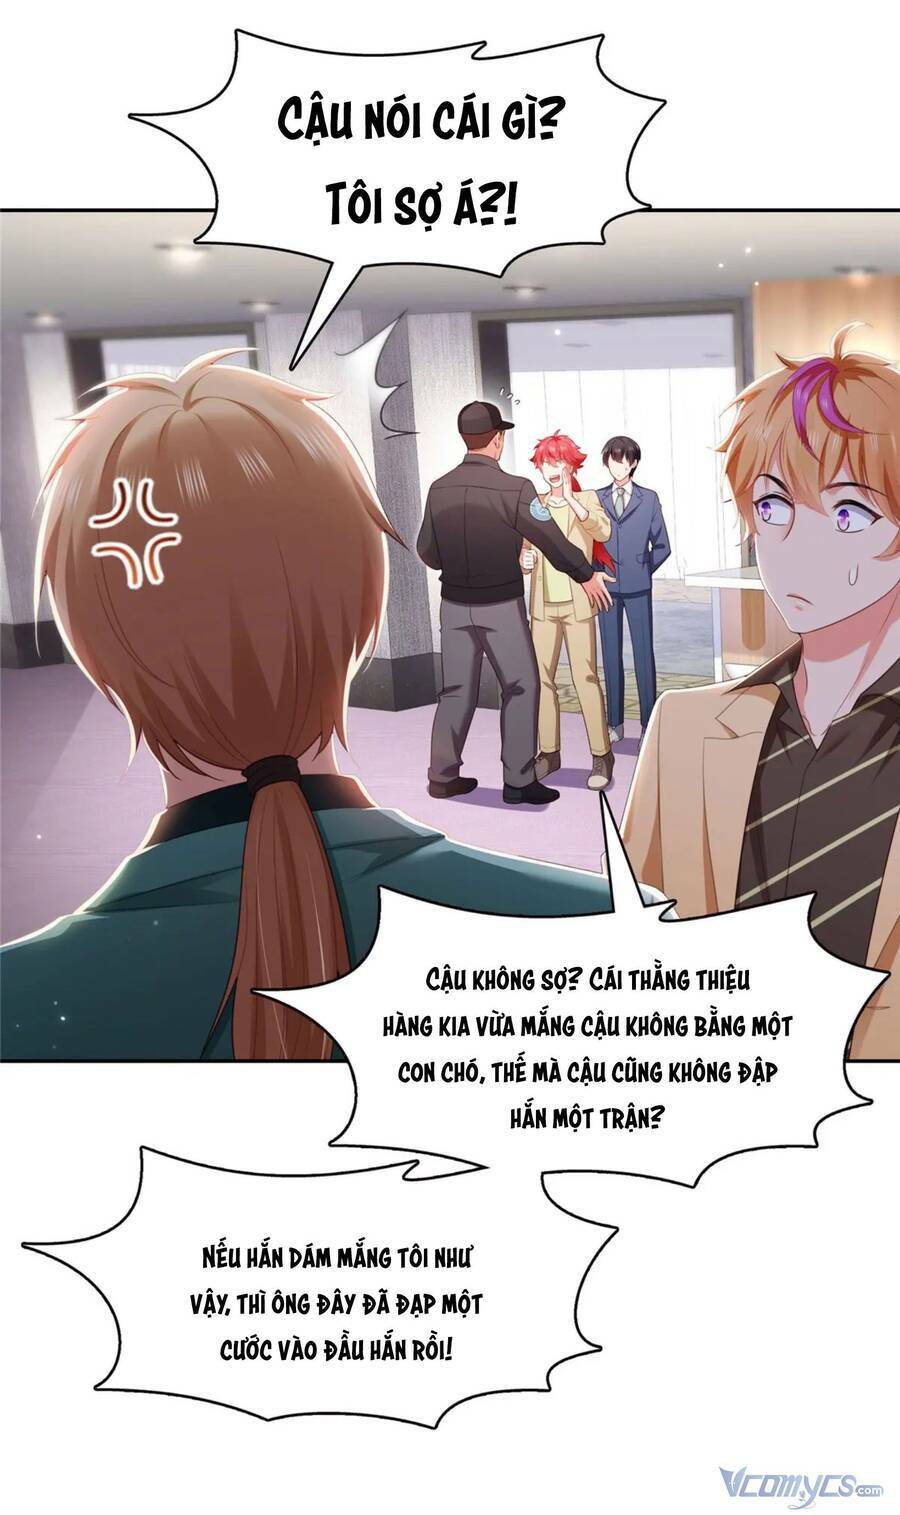 CẬU NÓI CÁI GÌ?
TÔI SỢ Á?!
CẬU KHÔNG SỢ? CÁI THẰNG THIỆU
HÀNG KIA VỪA MẮNG CẬU KHÔNG BẰNG MỘT
CON CHÓ, THẾ MÀ CẬU CŨNG KHÔNG ĐẬP
HẮN MỘT TRẬN?
NẾU HẮN DÁM MẮNG TÔI NHƯ
VẬY, THÌ ÔNG ĐÂY ĐÃ ĐẠP MỘT
CƯỚC VÀO ĐẦU HẮN RỒI!
VCOMYCS.com